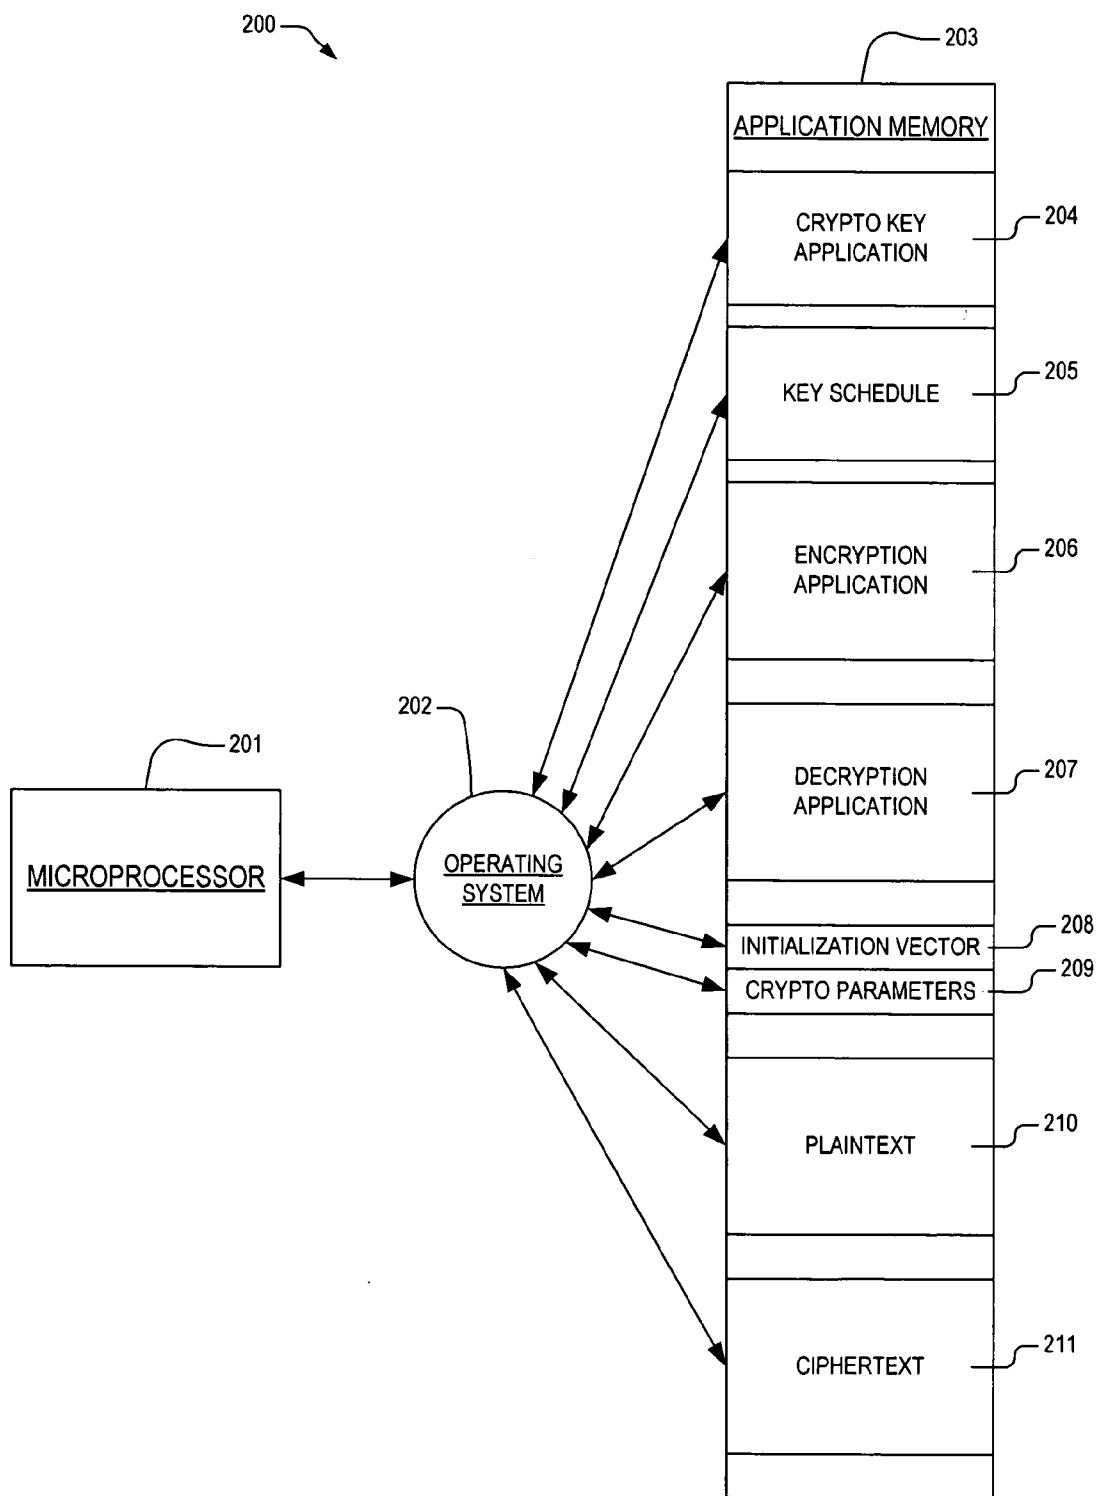 200
203
APPLICATION MEMORY
CRYPTO KEY
APPLICATION
204
KEY SCHEDULE
205
ENCRYPTION
APPLICATION
206
202
201
DECRYPTION
APPLICATION
207
MICROPROCESSOR
OPERATING
SYSTEM
208
INITIALIZATION VECTOR
209
CRYPTO PARAMETERS
PLAINTEXT
210
CIPHERTEXT
211